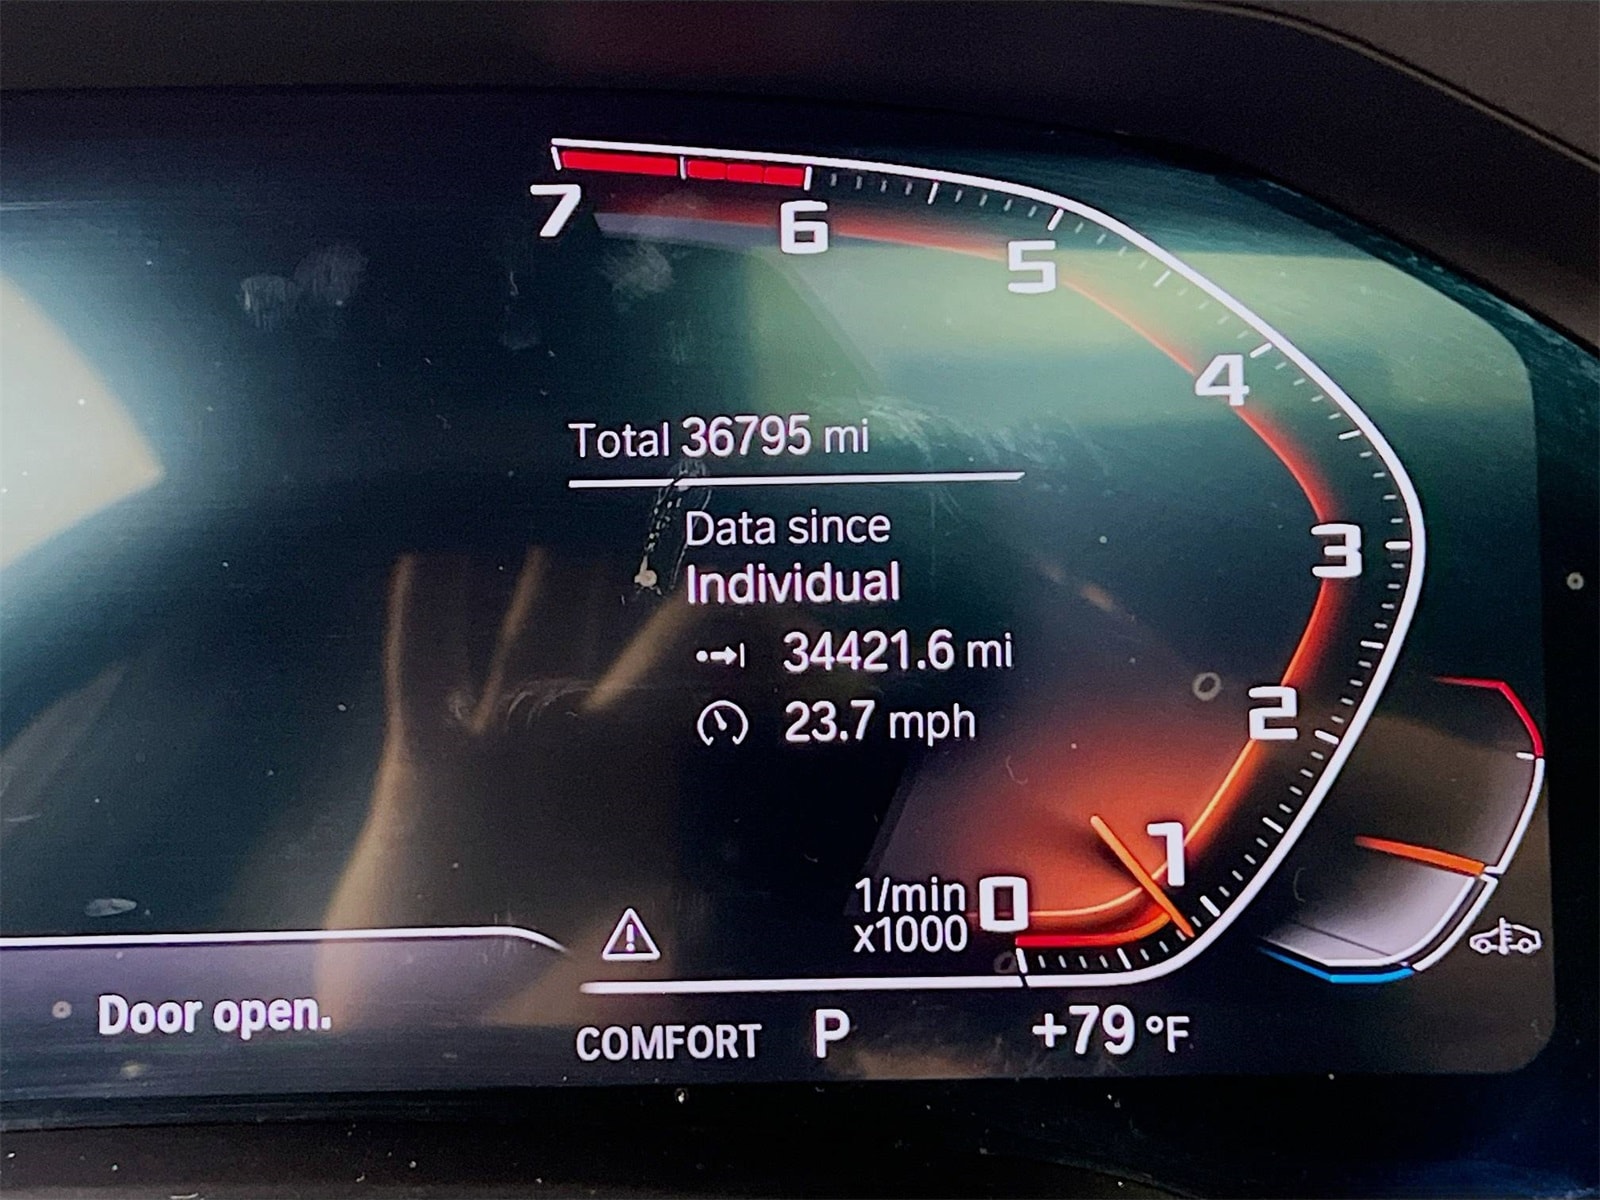 7
6
5
4
Total 36795 mi
Data since
Individual
3
34421.6 mi
2
23.7 mph
1
1/min
x1000
0
Door open.
COMFORT P +79 °F